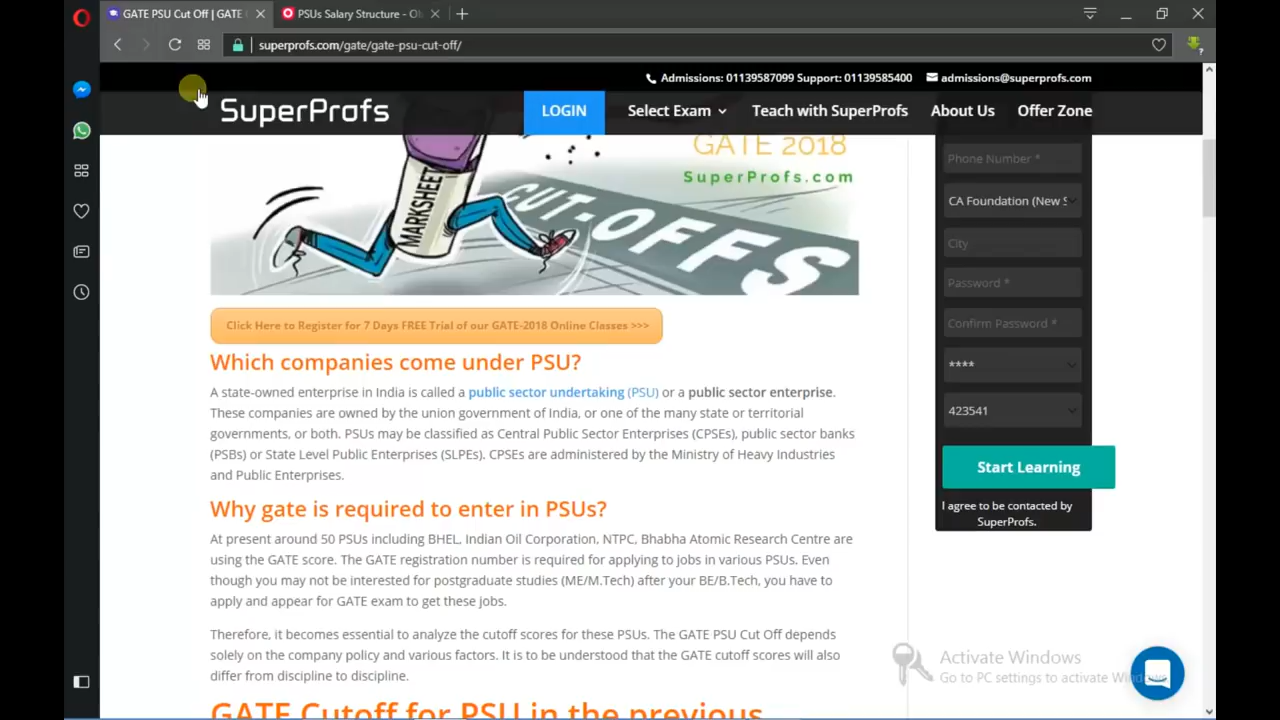 GATE PSU Cut Off | GATE
PSUs Salary Structure - O
superprofs.com/gate/gate-psu-cut-off/
Admissions: 01139587099 Support: 01139585400
admissions@superprofs.com
SuperProfs
LOGIN
Select Exam
Teach with SuperProfs
About Us
Offer Zone
GATE 2018
SuperProfs.com
MARKSHEET
CUT-OFFS
Phone Number *
CA Foundation (New S
City
Password *
Confirm Password *
****
423541
Start Learning
I agree to be contacted by
SuperProfs.
Click Here to Register for 7 Days FREE Trial of our GATE-2018 Online Classes >>>
Which companies come under PSU?
A state-owned enterprise in India is called a public sector undertaking (PSU) or a public sector enterprise.
These companies are owned by the union government of India, or one of the many state or territorial
governments, or both. PSUs may be classified as Central Public Sector Enterprises (CPSEs), public sector banks
(PSBs) or State Level Public Enterprises (SLPEs). CPSEs are administered by the Ministry of Heavy Industries
and Public Enterprises.
Why gate is required to enter in PSUs?
At present around 50 PSUs including BHEL, Indian Oil Corporation, NTPC, Bhabha Atomic Research Centre are
using the GATE score. The GATE registration number is required for applying to jobs in various PSUs. Even
though you may not be interested for postgraduate studies (ME/M.Tech) after your BE/B.Tech, you have to
apply and appear for GATE exam to get these jobs.
Therefore, it becomes essential to analyze the cutoff scores for these PSUs. The GATE PSU Cut Off depends
solely on the company policy and various factors. It is to be understood that the GATE cutoff scores will also
differ from discipline to discipline.
GATE Cutoff for PSU in the previous
Activate Windows
Go to PC settings to activate Windows.